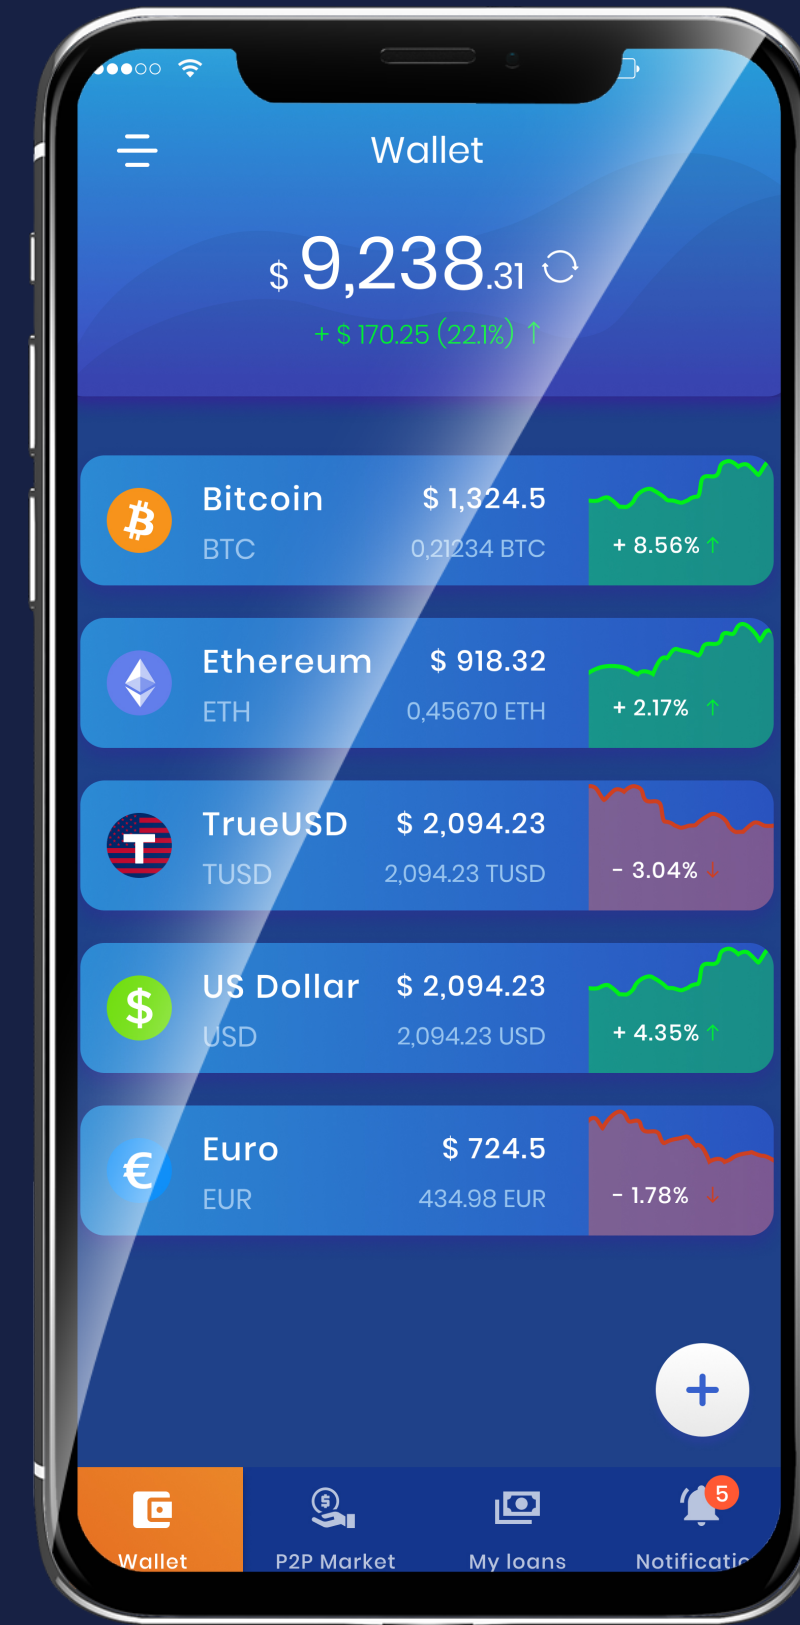 Wallet
$ 9,238.31
+ $ 170.25 (22.1%) ↑
Bitcoin $ 1,324.5
BTC 0,21234 BTC
+ 8.56% ↑
Ethereum $ 918.32
ETH 0,45670 ETH
+ 2.17% ↑
TrueUSD $ 2,094.23
TUSD 2,094.23 TUSD
- 3.04% ↓
US Dollar $ 2,094.23
USD 2,094.23 USD
+ 4.35% ↑
Euro $ 724.5
EUR 434.98 EUR
- 1.78% ↓
5
Wallet P2P Market My loans Notificatio